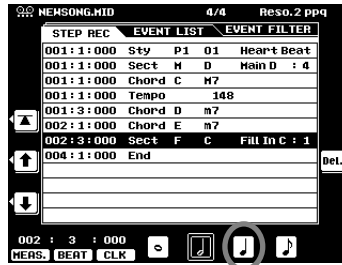 NEWSONG.MID 4/4 Reso.2 ppq
STEP REC EVENT LIST EVENT FILTER
001:1:000 Sty P1 01 Heart Beat
001:1:000 Sect M D Main D : 4
001:1:000 Chord C M7
001:1:000 Tempo 148
001:3:000 Chord D m7
002:1:000 Chord E m7
002:3:000 Sect F C Fill In C : 1
004:1:000 End
Del.
002 : 3 : 000
MEAS. BEAT CLK